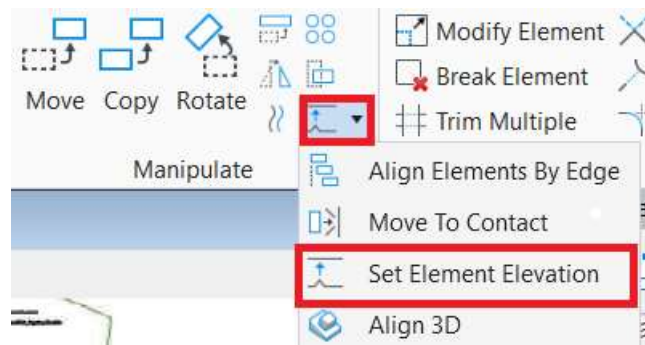 Modify Element
Break Element
Move Copy Rotate
Trim Multiple
Manipulate
Align Elements By Edge
Move To Contact
Set Element Elevation
Align 3D